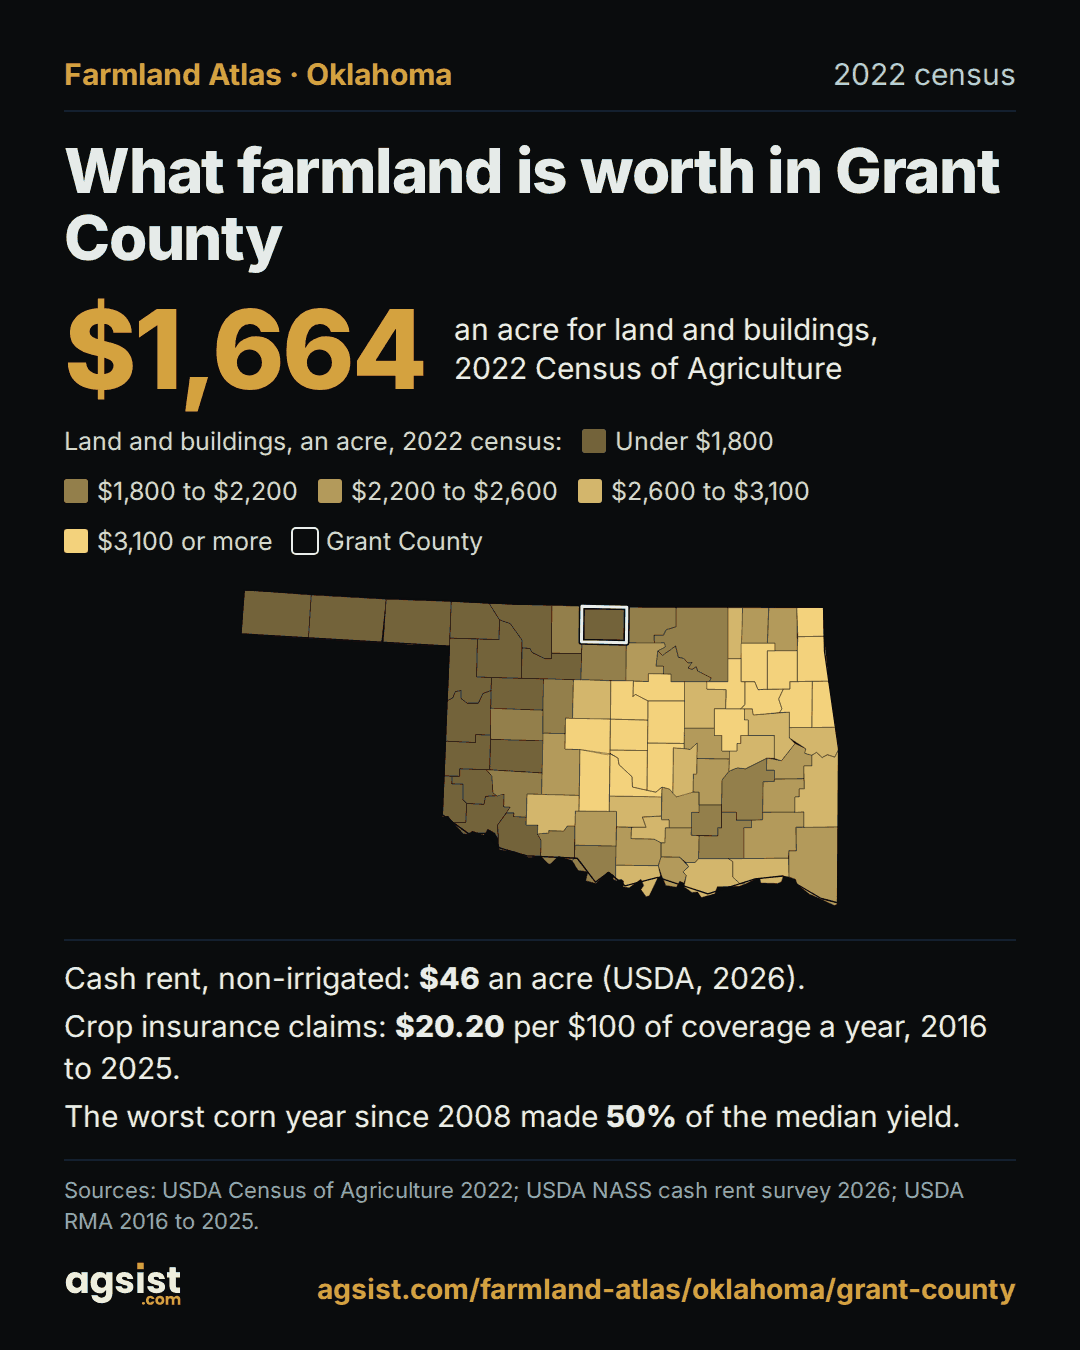 Farmland Atlas · Oklahoma
2022 census
What farmland is worth in Grant
County
$1,664
an acre for land and buildings,
2022 Census of Agriculture
Land and buildings, an acre, 2022 census: Under $1,800
$1,800 to $2,200 $2,200 to $2,600 $2,600 to $3,100
$3,100 or more Grant County
Cash rent, non-irrigated: $46 an acre (USDA, 2026).
Crop insurance claims: $20.20 per $100 of coverage a year, 2016
to 2025.
The worst corn year since 2008 made 50% of the median yield.
Sources: USDA Census of Agriculture 2022; USDA NASS cash rent survey 2026; USDA
RMA 2016 to 2025.
agsist
.com
agsist.com/farmland-atlas/oklahoma/grant-county